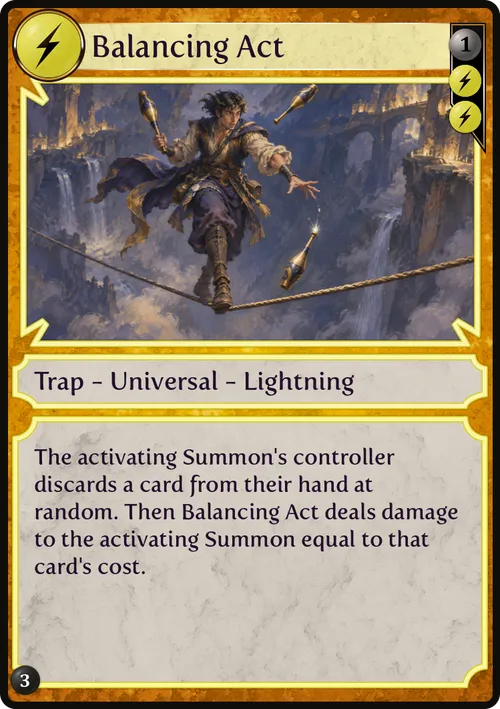 Balancing Act
1
Trap - Universal - Lightning
The activating Summon's controller
discards a card from their hand at
random. Then Balancing Act deals damage
to the activating Summon equal to that
card's cost.
3